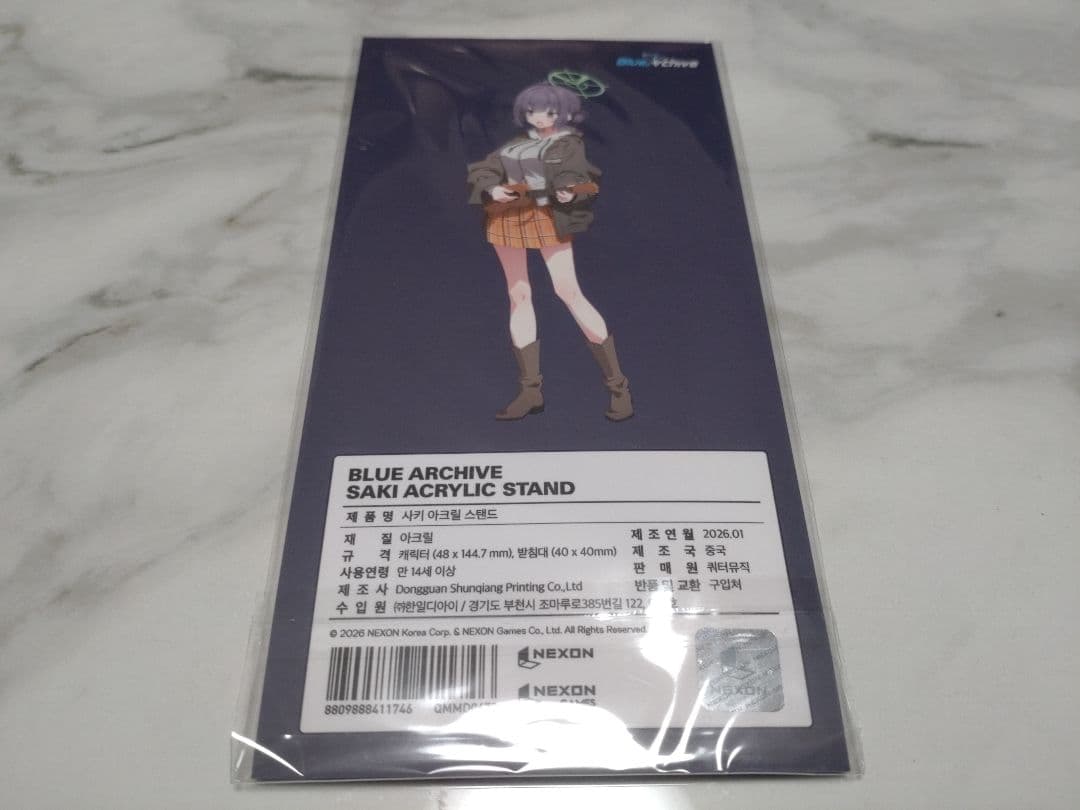 Blue Archive
BLUE ARCHIVE
SAKI ACRYLIC STAND
제 품 명 사키 아크릴 스탠드
재 질 아크릴
규 격 캐릭터 (48 x 144.7 mm), 받침대 (40 x 40mm)
사용연령 만 14세 이상
제 조 사 Dongguan Shunqiang Printing Co.,Ltd
수 입 원 ㈜한일디아이 / 경기도 부천시 조마루로385번길 122,
제 조 연 월 2026.01
제 조 국 중국
판 매 원 쿼터뮤직
반품 및 교환 구입처
© 2026 NEXON Korea Corp. & NEXON Games Co., Ltd. All Rights Reserved.
NEXON
NEXON
GAMES
8809888411746
NEXON